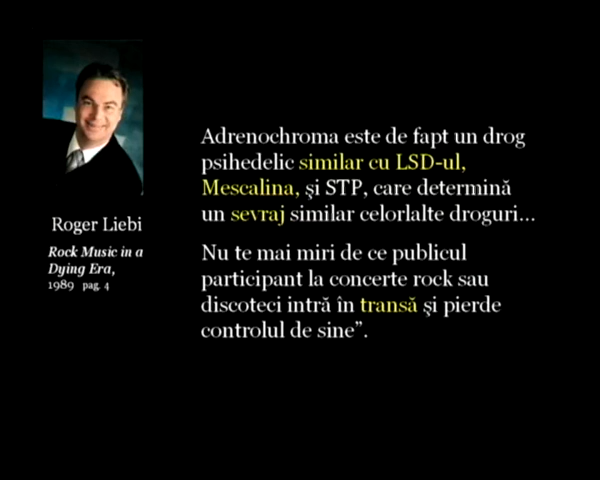 Adrenochroma este de fapt un drog
psihedelic similar cu LSD-ul,
Mescalina, şi STP, care determină
un sevraj similar celorlalte droguri...
Nu te mai miri de ce publicul
participant la concerte rock sau
discoteci intră în transă şi pierde
controlul de sine”.
Roger Liebi
Rock Music in a
Dying Era,
1989 pag. 4